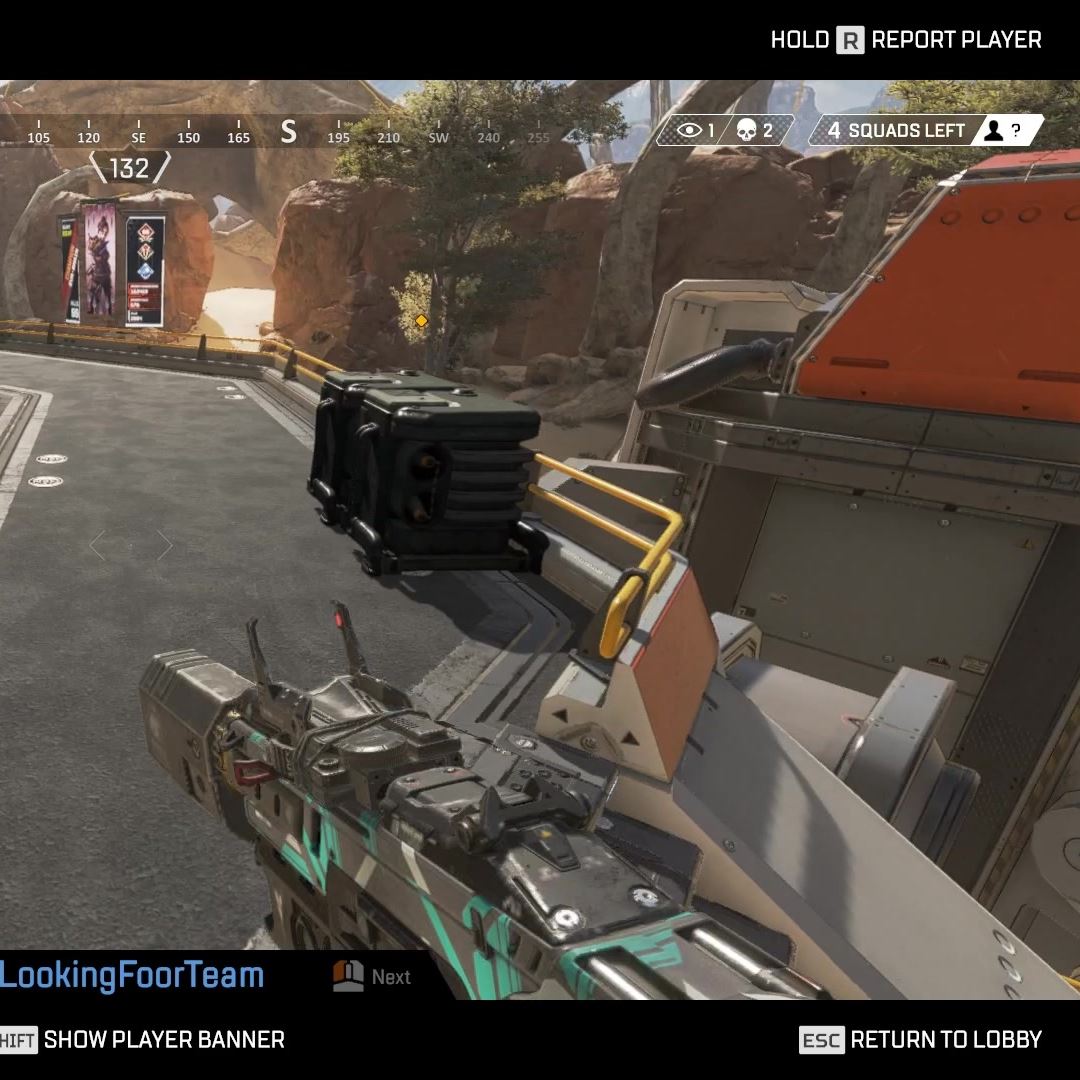 HOLD R REPORT PLAYER
105 120 SE 150 165 S 195 210 SW 240 255
1 2 4 SQUADS LEFT ?
132
LookingFoorTeam
Next
HIFT SHOW PLAYER BANNER
ESC RETURN TO LOBBY